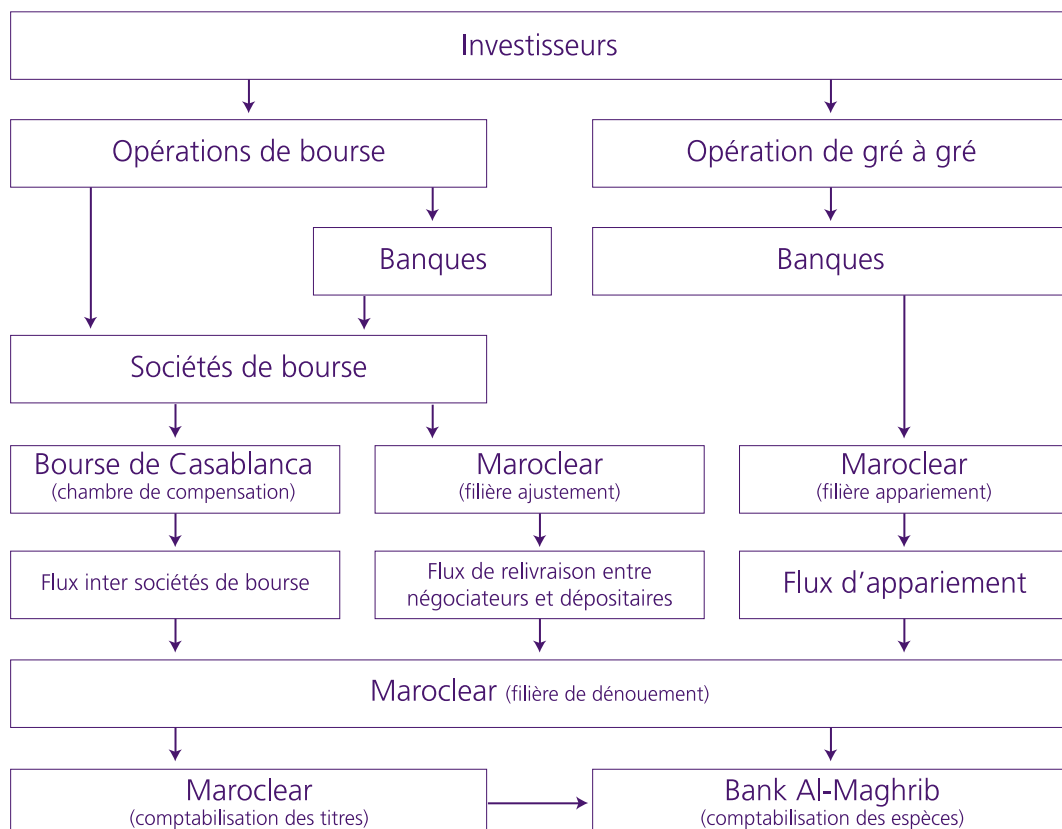 Investisseurs
Opérations de bourse
Opération de gré à gré
Banques
Banques
Sociétés de bourse
Bourse de Casablanca
(chambre de compensation)
Maroclear
(filière ajustement)
Maroclear
(filière appariement)
Flux inter sociétés de bourse
Flux de relivraison entre
négociateurs et dépositaires
Flux d'appariement
Maroclear (filière de dénouement)
Maroclear
(comptabilisation des titres)
Bank Al-Maghrib
(comptabilisation des espèces)